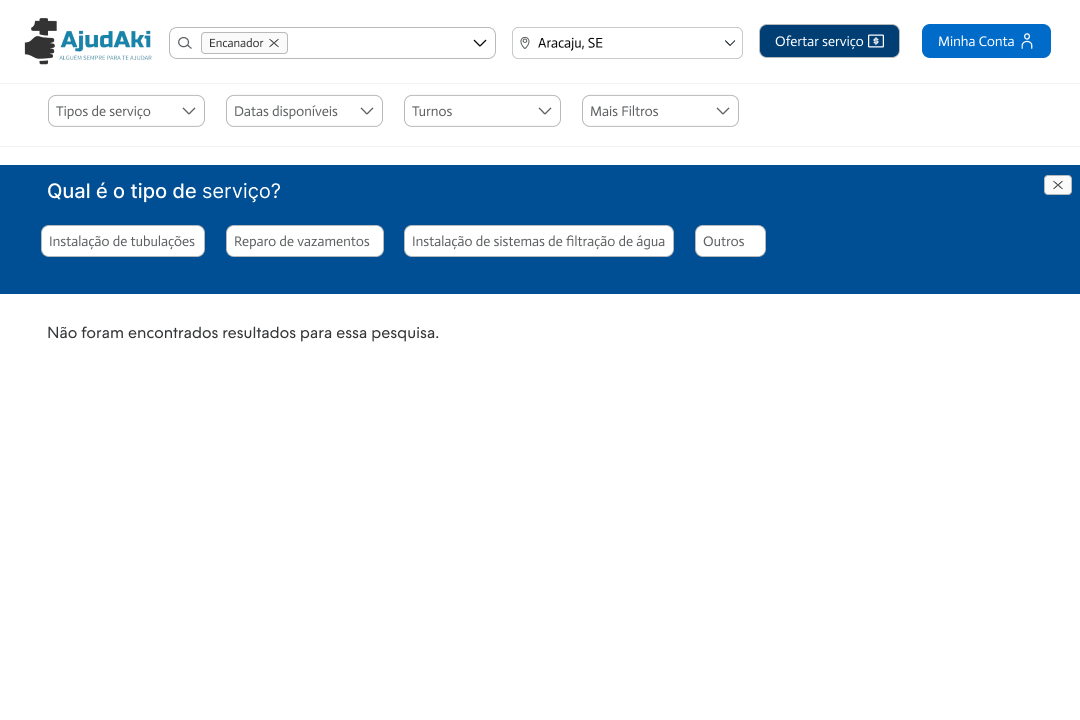 AjudAki
ALGUÉM SEMPRE PARA TE AJUDAR
Encanador
Aracaju, SE
Ofertar serviço
Minha Conta
Tipos de serviço
Datas disponíveis
Turnos
Mais Filtros
Qual é o tipo de serviço?
Instalação de tubulações
Reparo de vazamentos
Instalação de sistemas de filtração de água
Outros
Não foram encontrados resultados para essa pesquisa.